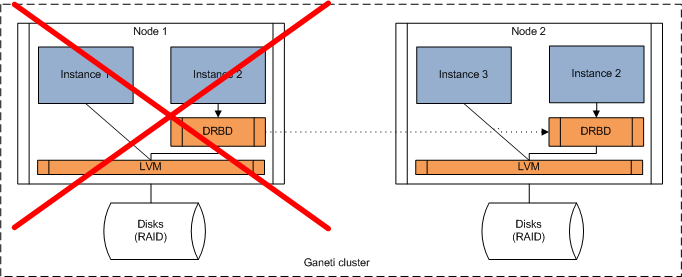 Node 1
Node 2
Instance 1
Instance 2
Instance 3
Instance 2
DRBD
DRBD
LVM
LVM
Disks
(RAID)
Disks
(RAID)
Ganeti cluster